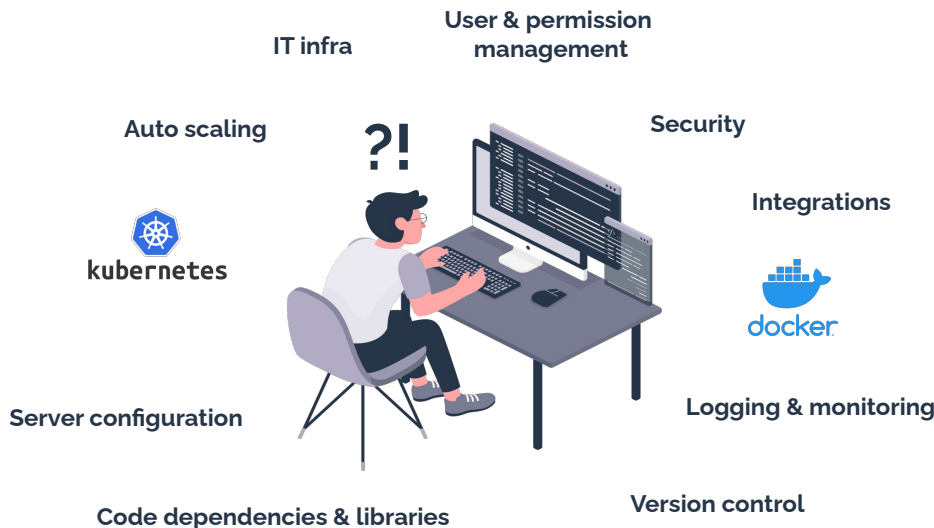 User & permission
management
IT infra
Auto scaling
?!
Security
Integrations
kubernetes
docker
Server configuration
Logging & monitoring
Version control
Code dependencies & libraries